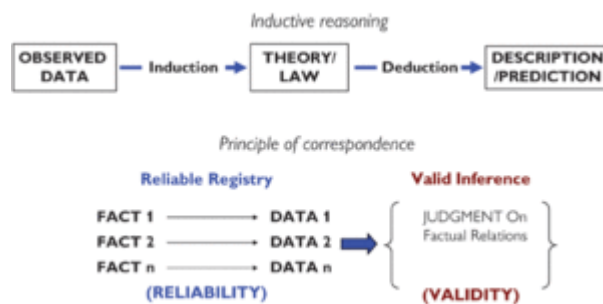 Inductive reasoning
OBSERVED DATA
Induction
THEORY/
LAW
Deduction
DESCRIPTION
/PREDICTION
Principle of correspondence
Reliable Registry
Valid Inference
FACT 1
DATA 1
FACT 2
DATA 2
FACT n
DATA n
JUDGMENT On
Factual Relations
(RELIABILITY)
(VALIDITY)